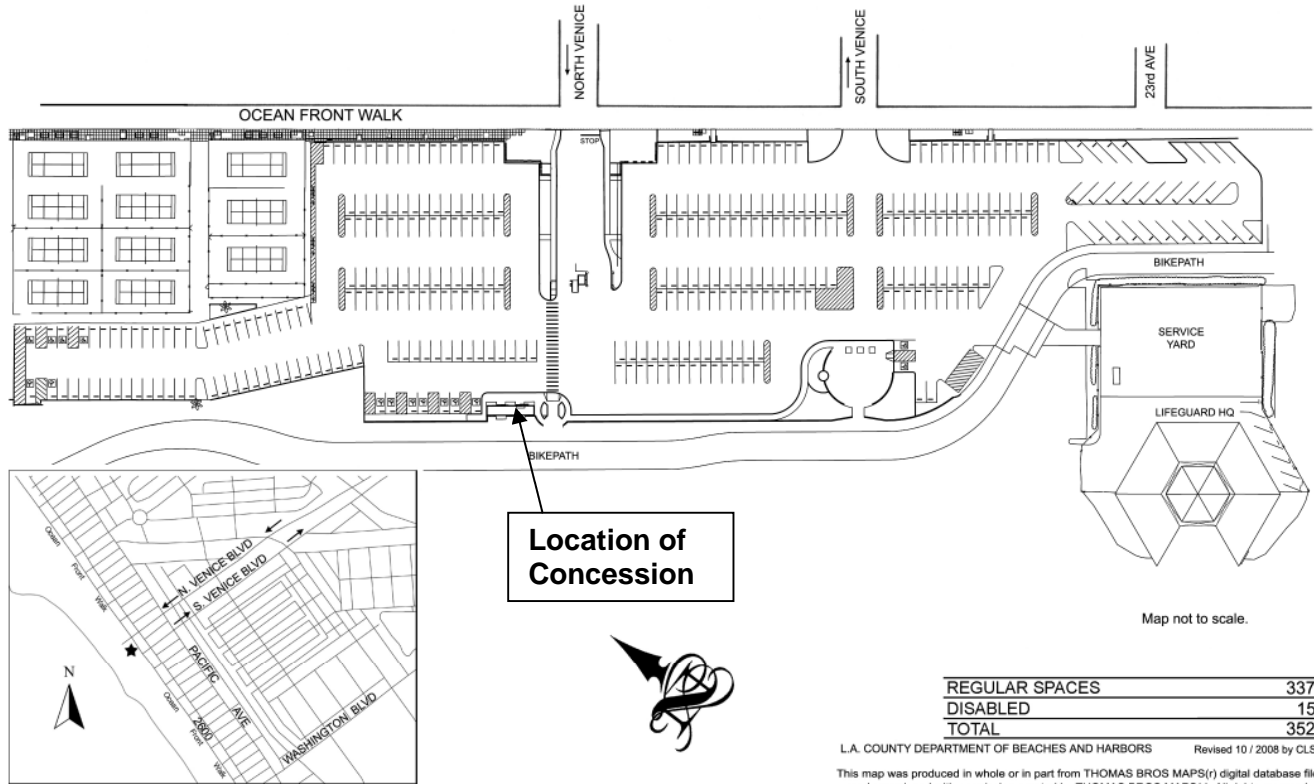 NORTH VENICE
SOUTH VENICE
23rd AVE
OCEAN FRONT WALK
STOP
BIKEPATH
SERVICE
YARD
LIFEGUARD HQ
BIKEPATH
Location of
Concession
Map not to scale.
N. VENICE BLVD
S. VENICE BLVD
Ocean
Front
Walk
PACIFIC
AVE
N
Ocean
2600
Front
Walk
WASHINGTON BLVD
REGULAR SPACES 337
DISABLED 15
TOTAL 352
L.A. COUNTY DEPARTMENT OF BEACHES AND HARBORS Revised 10 / 2008 by CLS
This map was produced in whole or in part from THOMAS BROS MAPS(r) digital database